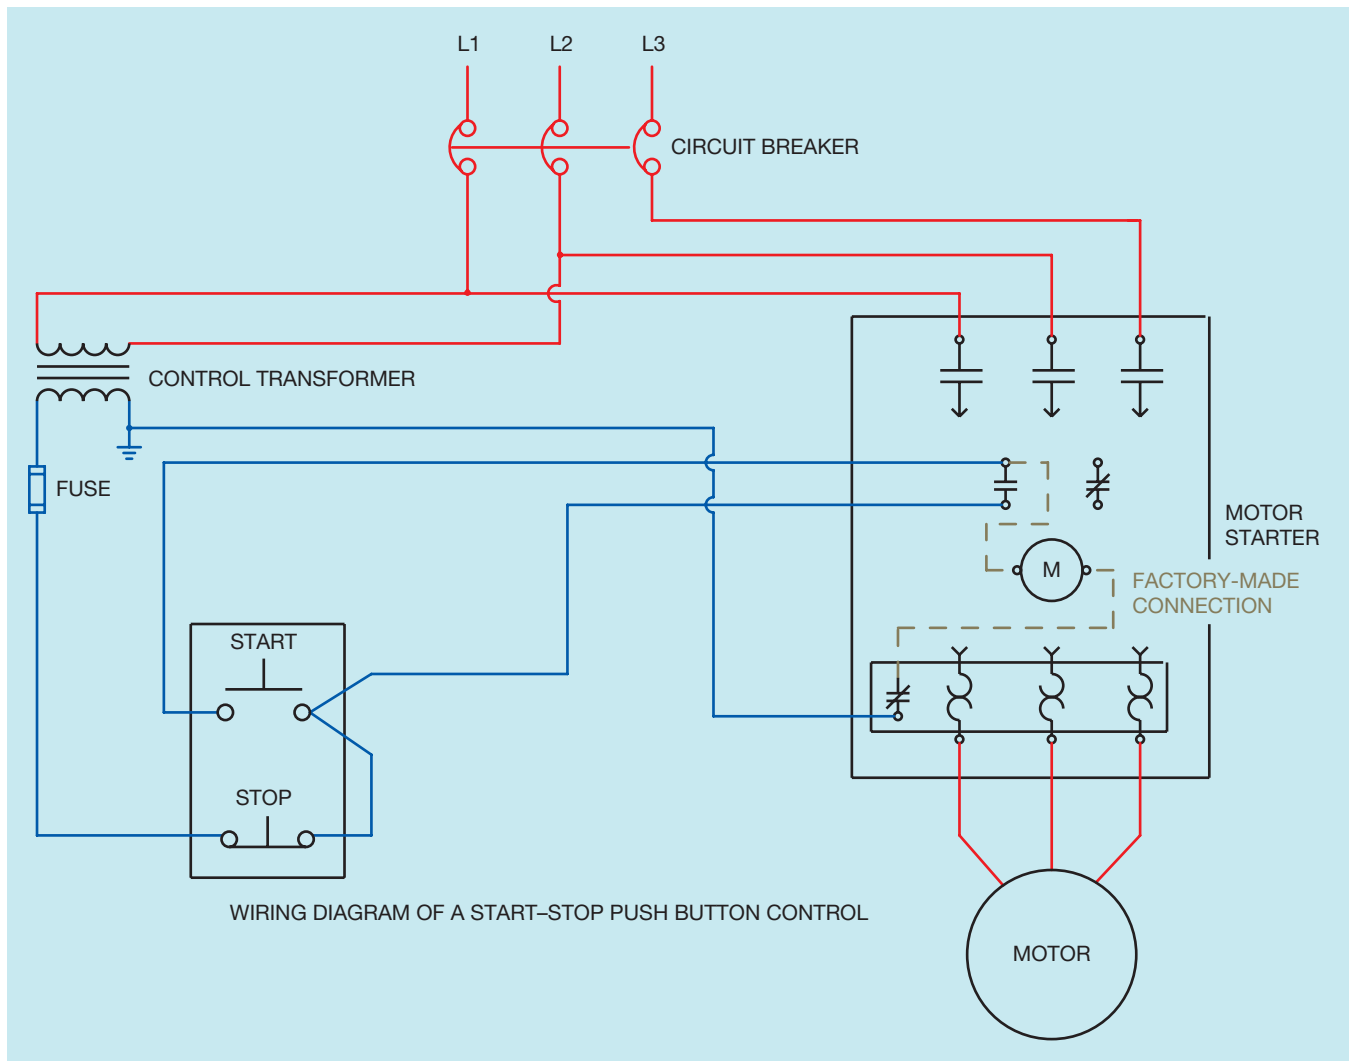 L1 L2 L3
CIRCUIT BREAKER
CONTROL TRANSFORMER
FUSE
MOTOR
STARTER
M
FACTORY-MADE
CONNECTION
START
STOP
WIRING DIAGRAM OF A START–STOP PUSH BUTTON CONTROL
MOTOR